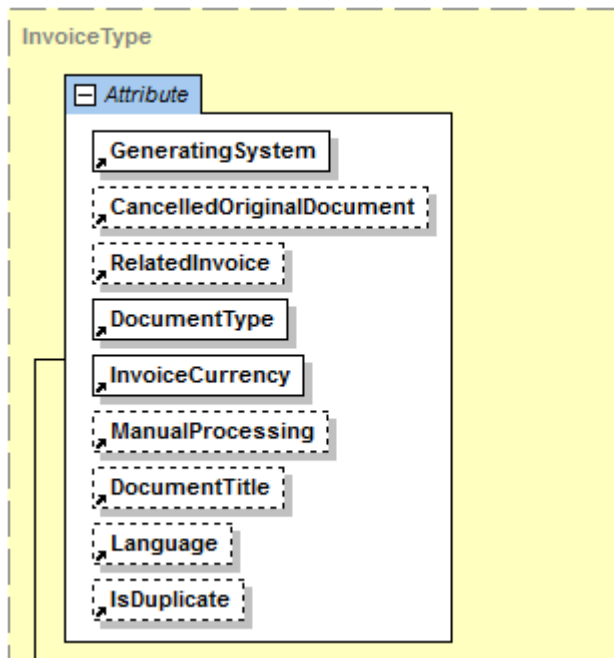 InvoiceType
Attribute
GeneratingSystem
CancelledOriginalDocument
RelatedInvoice
DocumentType
InvoiceCurrency
ManualProcessing
DocumentTitle
Language
IsDuplicate